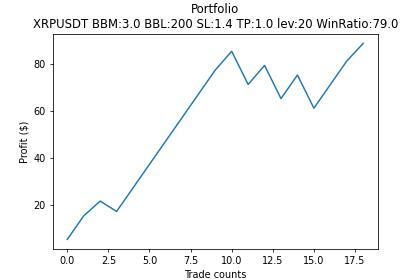 Portfolio
XRPUSDT BBM:3.0 BBL:200 SL:1.4 TP:1.0 lev:20 WinRatio:79.0
80
60
40
20
Profit ($)
0.0 2.5 5.0 7.5 10.0 12.5 15.0 17.5
Trade counts